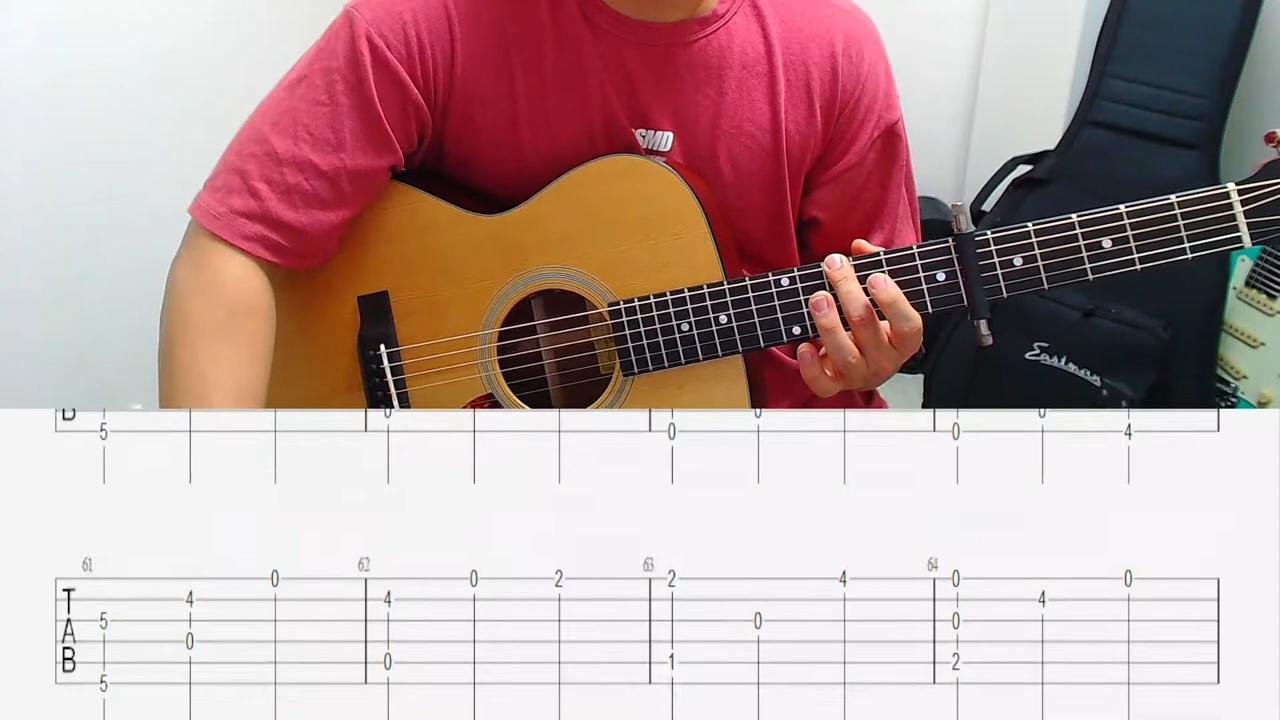 SMD
Eastman
B 0 0 0 0
5 0 0 4
61 62 63 64
0 0 2 2 4 0 0
T 4 4 4
A 5 0 0
0
B 0 1 2
5